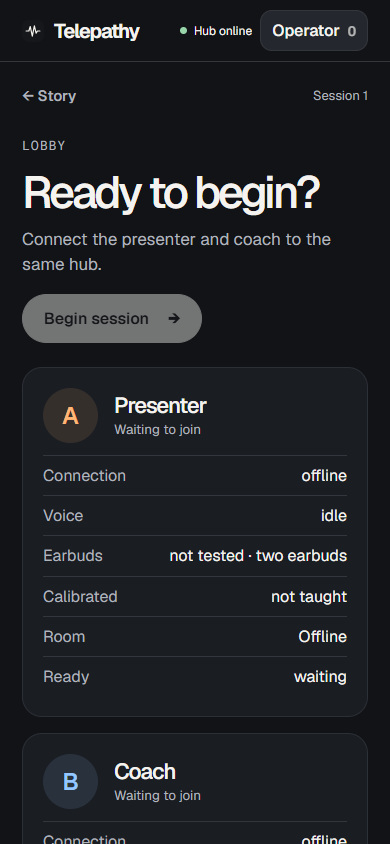 Telepathy
Hub online
Operator 0
← Story
Session 1
LOBBY
Ready to begin?
Connect the presenter and coach to the
same hub.
Begin session →
A
Presenter
Waiting to join
Connection offline
Voice idle
Earbuds not tested · two earbuds
Calibrated not taught
Room Offline
Ready waiting
B
Coach
Waiting to join
Connection offline